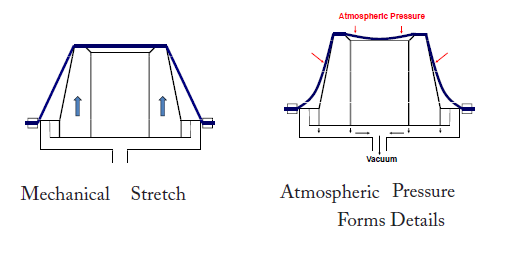 Atmospheric Pressure
Vacuum
Mechanical Stretch
Atmospheric Pressure
Forms Details